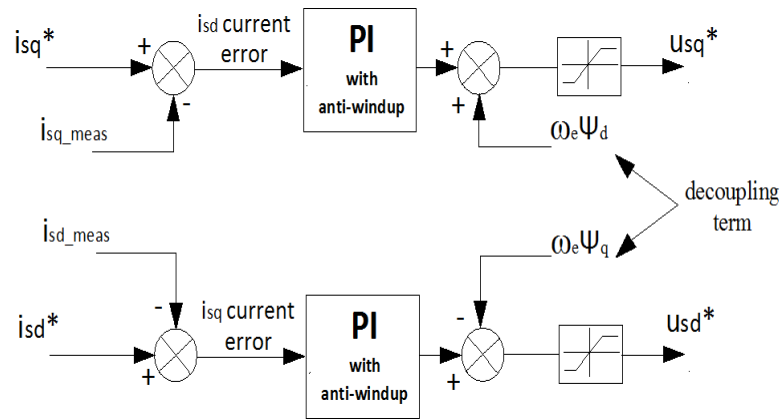 isq*
+
-
isd current
error
PI
with
anti-windup
+
+
usq*
isq_meas
ωeΨd
decoupling
term
isd_meas
ωeΨq
isd*
-
+
isq current
error
PI
with
anti-windup
-
+
usd*